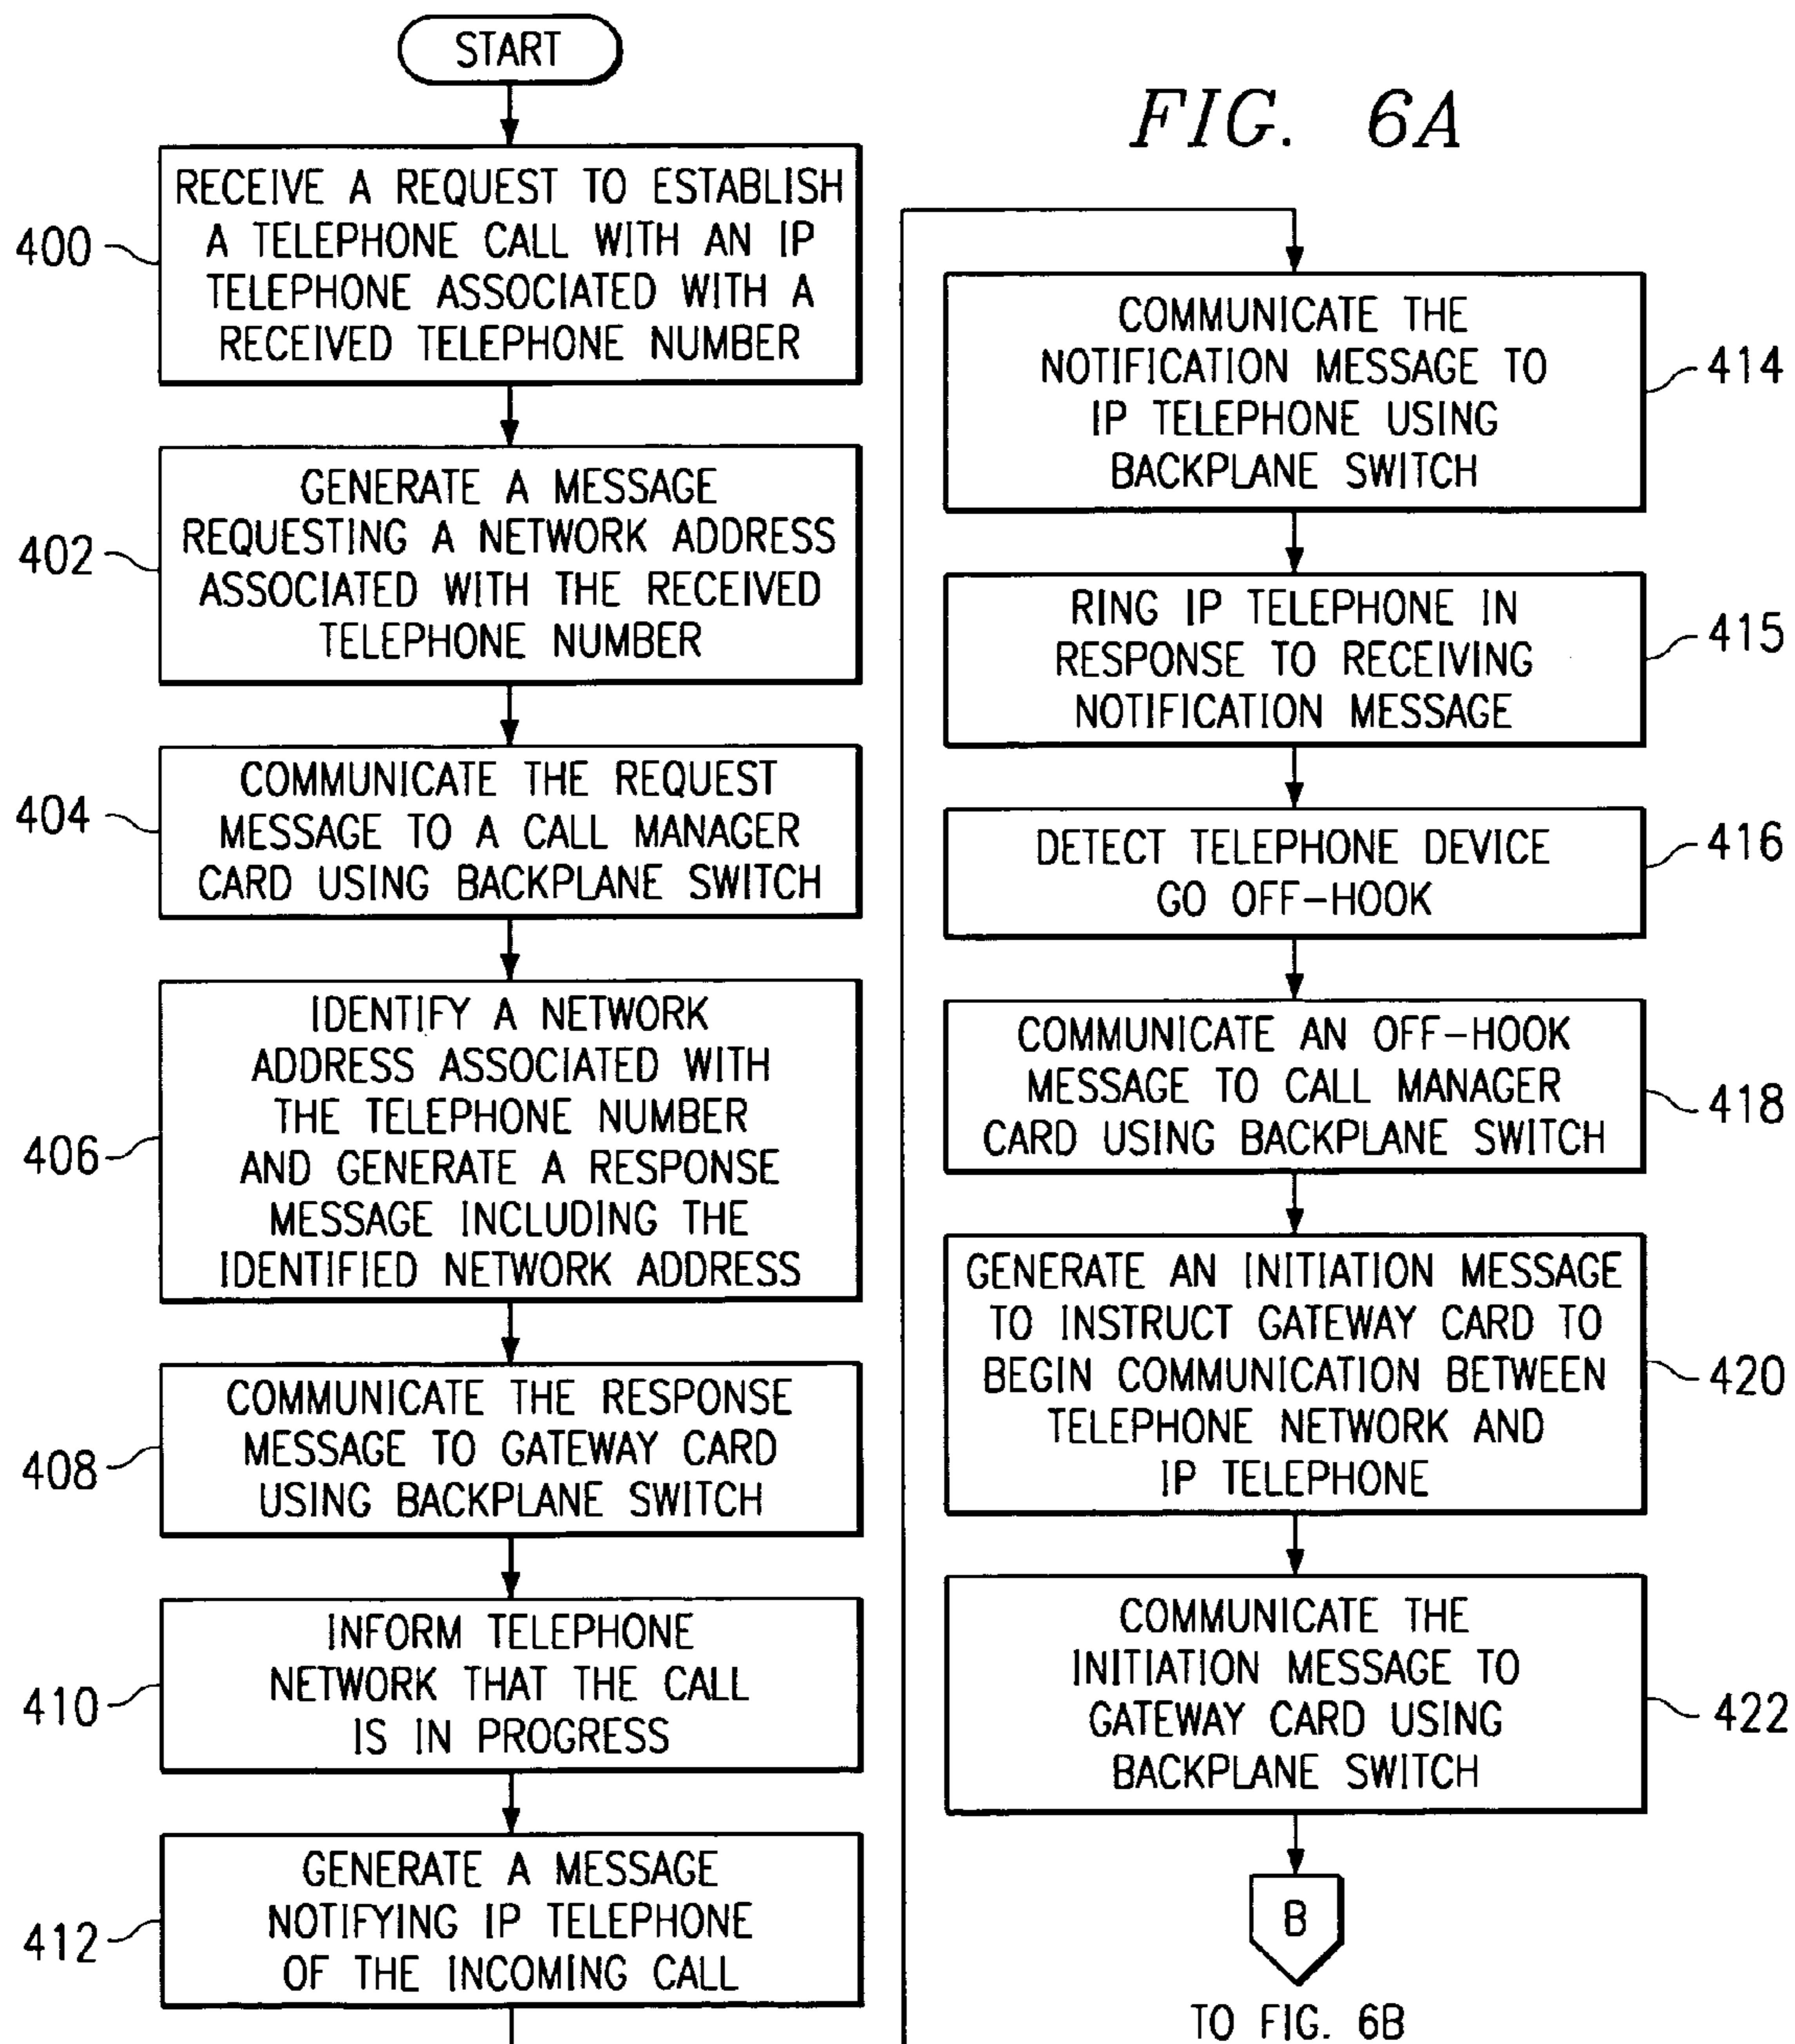 START
FIG. 6A
400
RECEIVE A REQUEST TO ESTABLISH
A TELEPHONE CALL WITH AN IP
TELEPHONE ASSOCIATED WITH A
RECEIVED TELEPHONE NUMBER
402
GENERATE A MESSAGE
REQUESTING A NETWORK ADDRESS
ASSOCIATED WITH THE RECEIVED
TELEPHONE NUMBER
404
COMMUNICATE THE REQUEST
MESSAGE TO A CALL MANAGER
CARD USING BACKPLANE SWITCH
406
IDENTIFY A NETWORK
ADDRESS ASSOCIATED WITH
THE TELEPHONE NUMBER
AND GENERATE A RESPONSE
MESSAGE INCLUDING THE
IDENTIFIED NETWORK ADDRESS
408
COMMUNICATE THE RESPONSE
MESSAGE TO GATEWAY CARD
USING BACKPLANE SWITCH
410
INFORM TELEPHONE
NETWORK THAT THE CALL
IS IN PROGRESS
412
GENERATE A MESSAGE
NOTIFYING IP TELEPHONE
OF THE INCOMING CALL
COMMUNICATE THE
NOTIFICATION MESSAGE TO
IP TELEPHONE USING
BACKPLANE SWITCH
414
RING IP TELEPHONE IN
RESPONSE TO RECEIVING
NOTIFICATION MESSAGE
415
DETECT TELEPHONE DEVICE
GO OFF-HOOK
416
COMMUNICATE AN OFF-HOOK
MESSAGE TO CALL MANAGER
CARD USING BACKPLANE SWITCH
418
GENERATE AN INITIATION MESSAGE
TO INSTRUCT GATEWAY CARD TO
BEGIN COMMUNICATION BETWEEN
TELEPHONE NETWORK AND
IP TELEPHONE
420
COMMUNICATE THE
INITIATION MESSAGE TO
GATEWAY CARD USING
BACKPLANE SWITCH
422
B
TO FIG. 6B